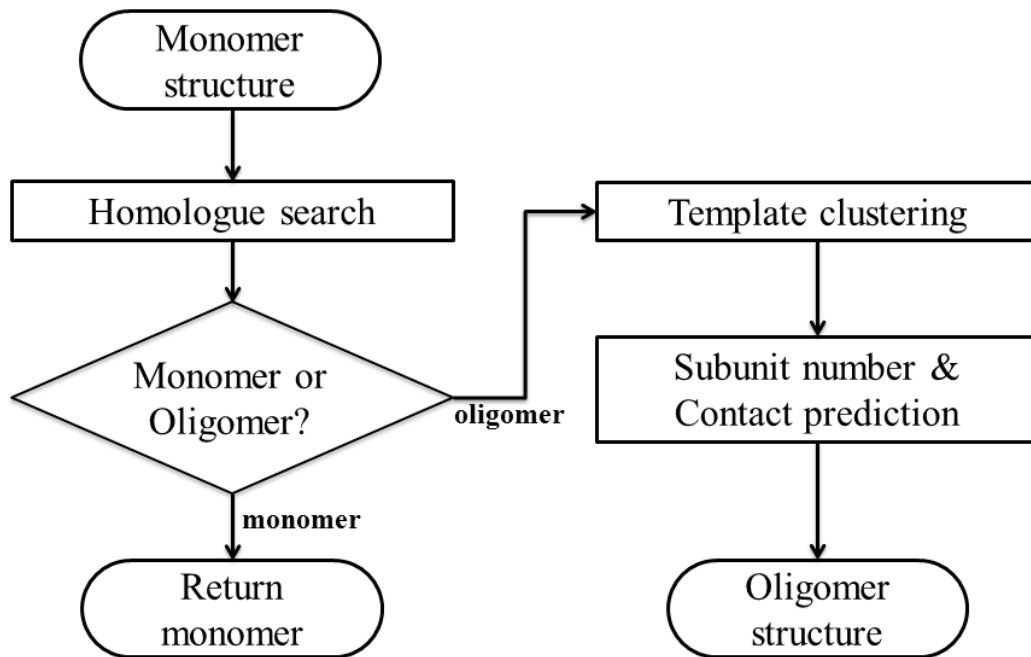 Monomer
structure
Homologue search
Monomer or
Oligomer?
monomer
Return
monomer
oligomer
Template clustering
Subunit number &
Contact prediction
Oligomer
structure